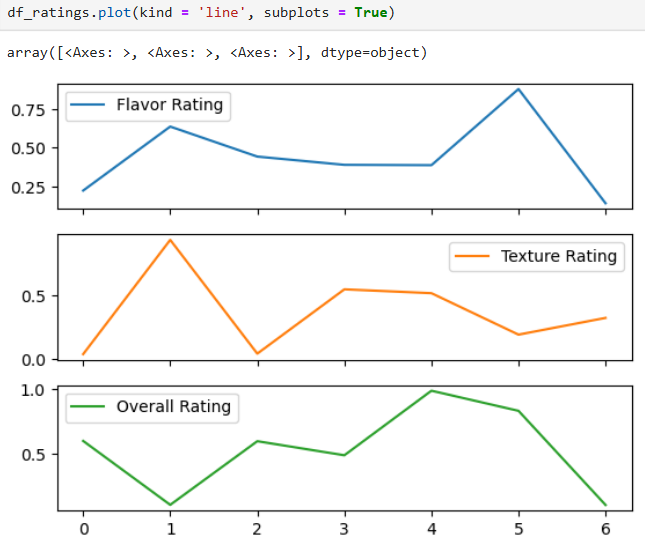 df_ratings.plot(kind = 'line', subplots = True)
array([<Axes: >, <Axes: >, <Axes: >], dtype=object)
Flavor Rating
0.75
0.50
0.25
Texture Rating
0.5
0.0
1.0
Overall Rating
0.5
0 1 2 3 4 5 6